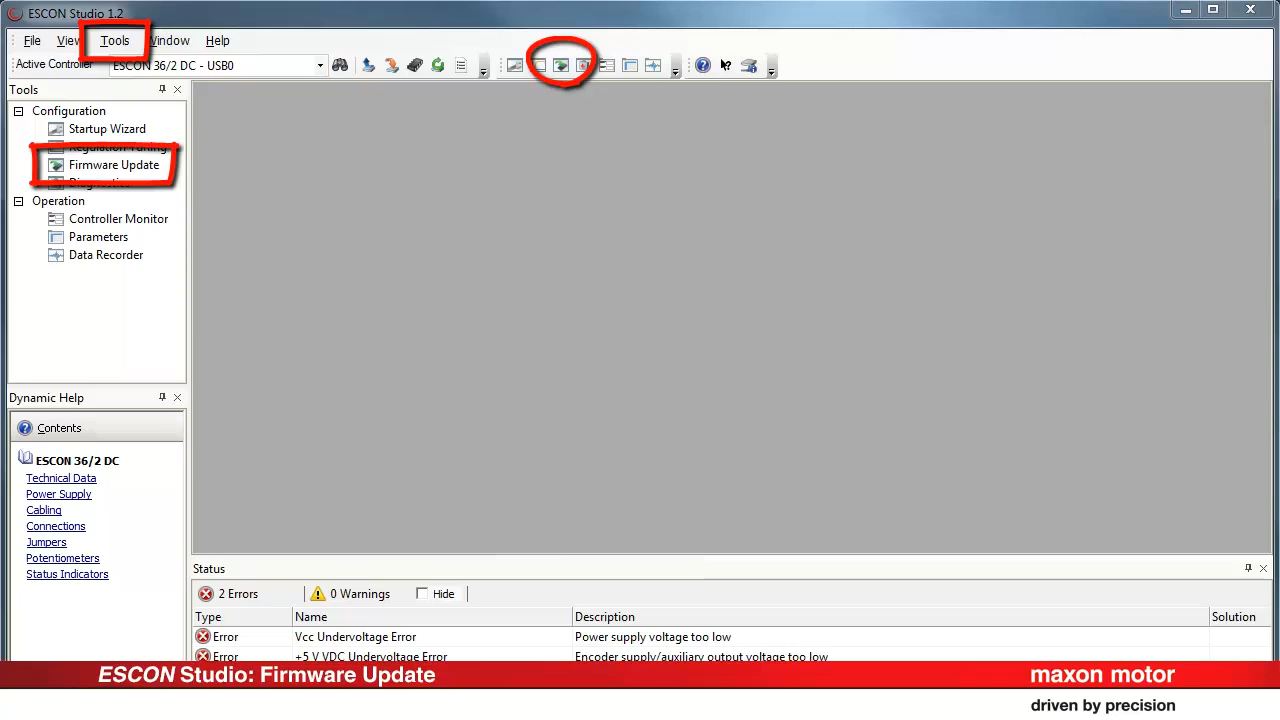 ESCON Studio 1.2
File View Tools Window Help
Active Controller ESCON 36/2 DC - USB0
Tools
Configuration
Startup Wizard
Regulation Tuning
Firmware Update
Diagnostics
Operation
Controller Monitor
Parameters
Data Recorder
Dynamic Help
Contents
ESCON 36/2 DC
Technical Data
Power Supply
Cabling
Connections
Jumpers
Potentiometers
Status Indicators
Status
2 Errors 0 Warnings Hide
Type Name Description Solution
Error Vcc Undervoltage Error Power supply voltage too low
Error +5 V VDC Undervoltage Error Encoder supply/auxiliary output voltage too low
ESCON Studio: Firmware Update
maxon motor
driven by precision